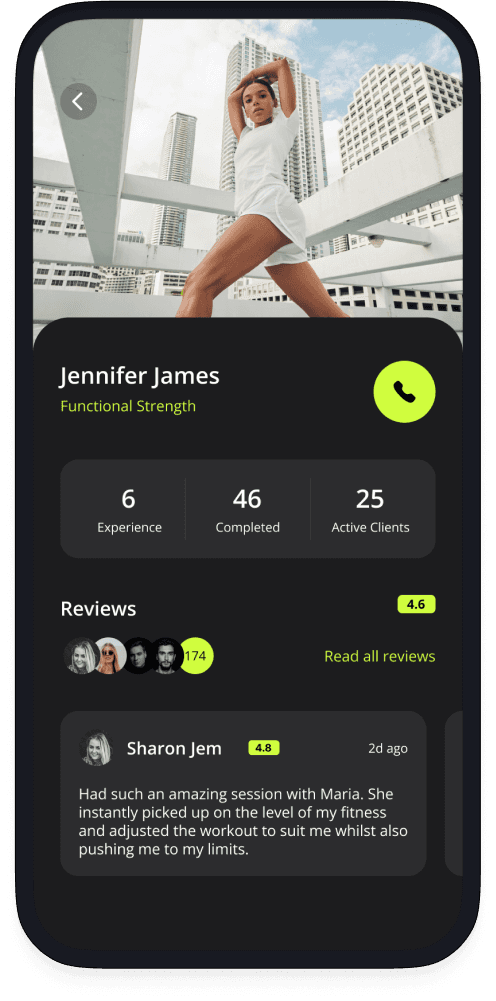 Jennifer James
Functional Strength
6
Experience
46
Completed
25
Active Clients
Reviews
4.6
174
Read all reviews
Sharon Jem
4.8
2d ago
Had such an amazing session with Maria. She
instantly picked up on the level of my fitness
and adjusted the workout to suit me whilst also
pushing me to my limits.